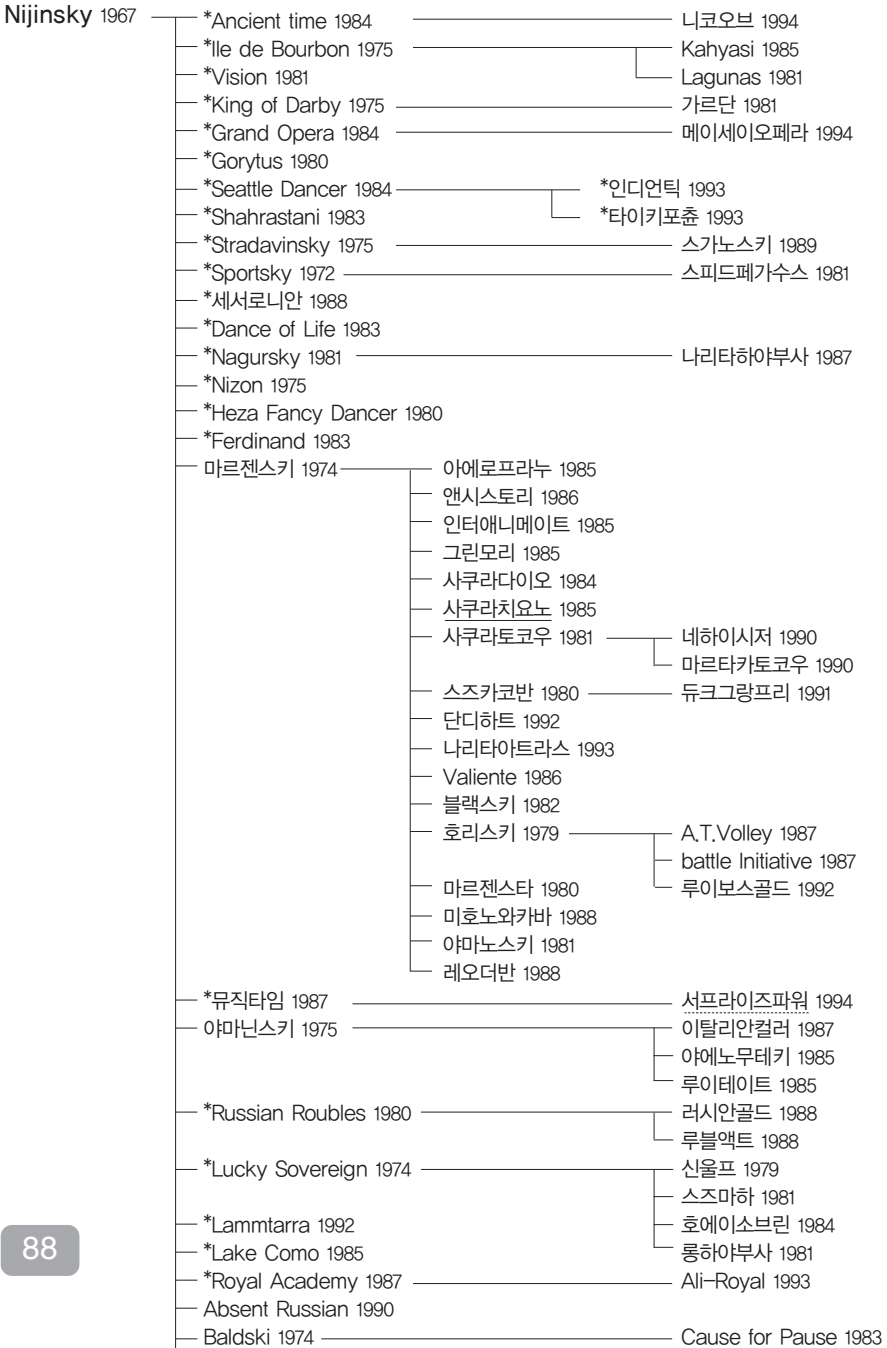 Nijinsky 1967 *Ancient time 1984 니코오브 1994
*Ile de Bourbon 1975 Kahyasi 1985
*Vision 1981 Lagunas 1981
*King of Darby 1975 가르단 1981
*Grand Opera 1984 메이세이오페라 1994
*Gorytus 1980
*Seattle Dancer 1984 *인디언틱 1993
*Shahrastani 1983 *타이키포츈 1993
*Stradavinsky 1975 스가노스키 1989
*Sportsky 1972 스피드페가수스 1981
*세서로니안 1988
*Dance of Life 1983
*Nagursky 1981 나리타하야부사 1987
*Nizon 1975
*Heza Fancy Dancer 1980
*Ferdinand 1983
마르젠스키 1974 아에로프라누 1985
앤시스토리 1986
인터애니메이트 1985
그린모리 1985
사쿠라다이오 1984
사쿠라치요노 1985
사쿠라토코우 1981 네하이시저 1990
마르타카토코우 1990
스즈카코반 1980 듀크그랑프리 1991
단디하트 1992
나리타아트라스 1993
Valiente 1986
블랙스키 1982
호리스키 1979 A.T.Volley 1987
battle Initiative 1987
마르젠스타 1980 루이보스골드 1992
미호노와카바 1988
야마노스키 1981
레오더반 1988
*뮤직타임 1987 서프라이즈파워 1994
야마닌스키 1975 이탈리안컬러 1987
야에노무테키 1985
루이테이트 1985
*Russian Roubles 1980 러시안골드 1988
루블액트 1988
*Lucky Sovereign 1974 신울프 1979
스즈마하 1981
*Lammtarra 1992 호에이소브린 1984
88 *Lake Como 1985 롱하야부사 1981
*Royal Academy 1987 Ali-Royal 1993
Absent Russian 1990
Baldski 1974 Cause for Pause 1983